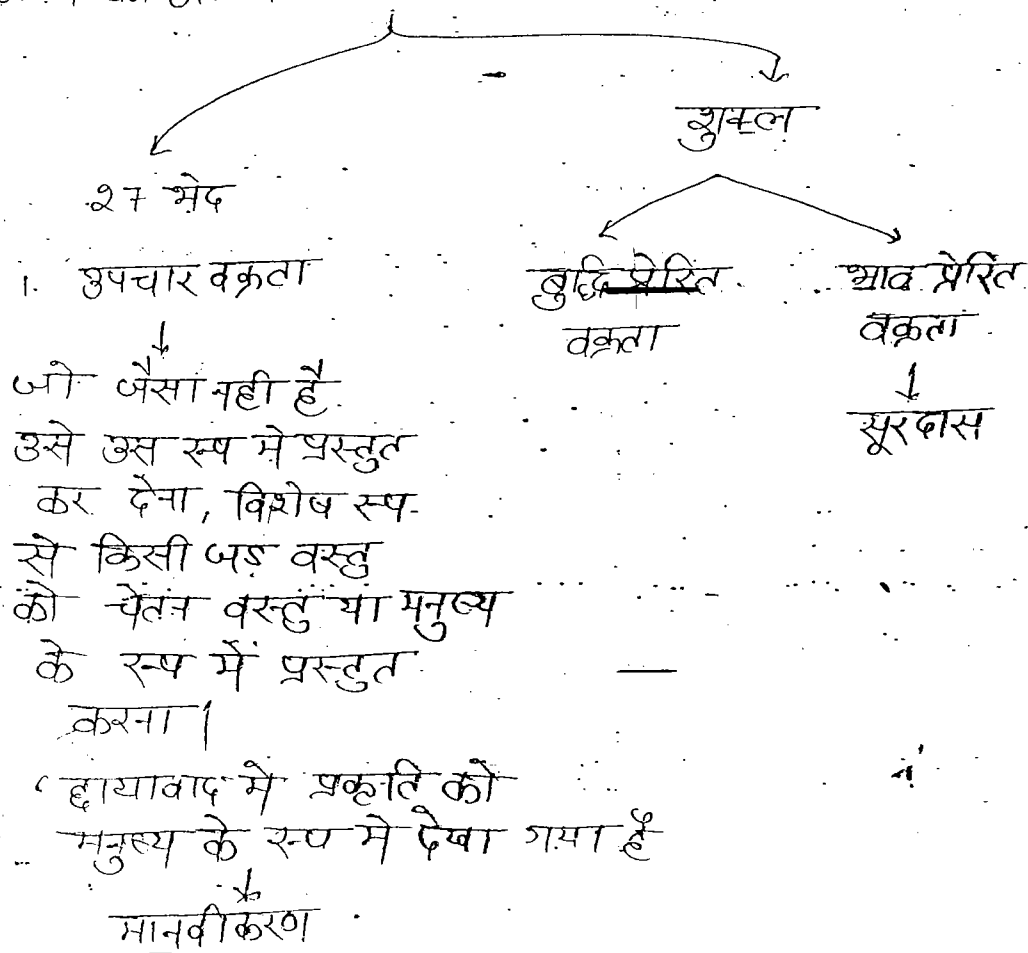 शुक्ल
27 भेद
1. उपचार वक्रता
बुद्धि प्रेरित
वक्रता
भाव प्रेरित
वक्रता
सूरदास
जो जैसा नही है
उसे उस रूप मे प्रस्तुत
कर देना, विशेष रूप
से किसी जड़ वस्तु
को चेतन वस्तु या मनुष्य
के रूप में प्रस्तुत
करना।
छायावाद मे प्रकृति को
मनुष्य के रूप मे देखा गया है
मानवीकरण